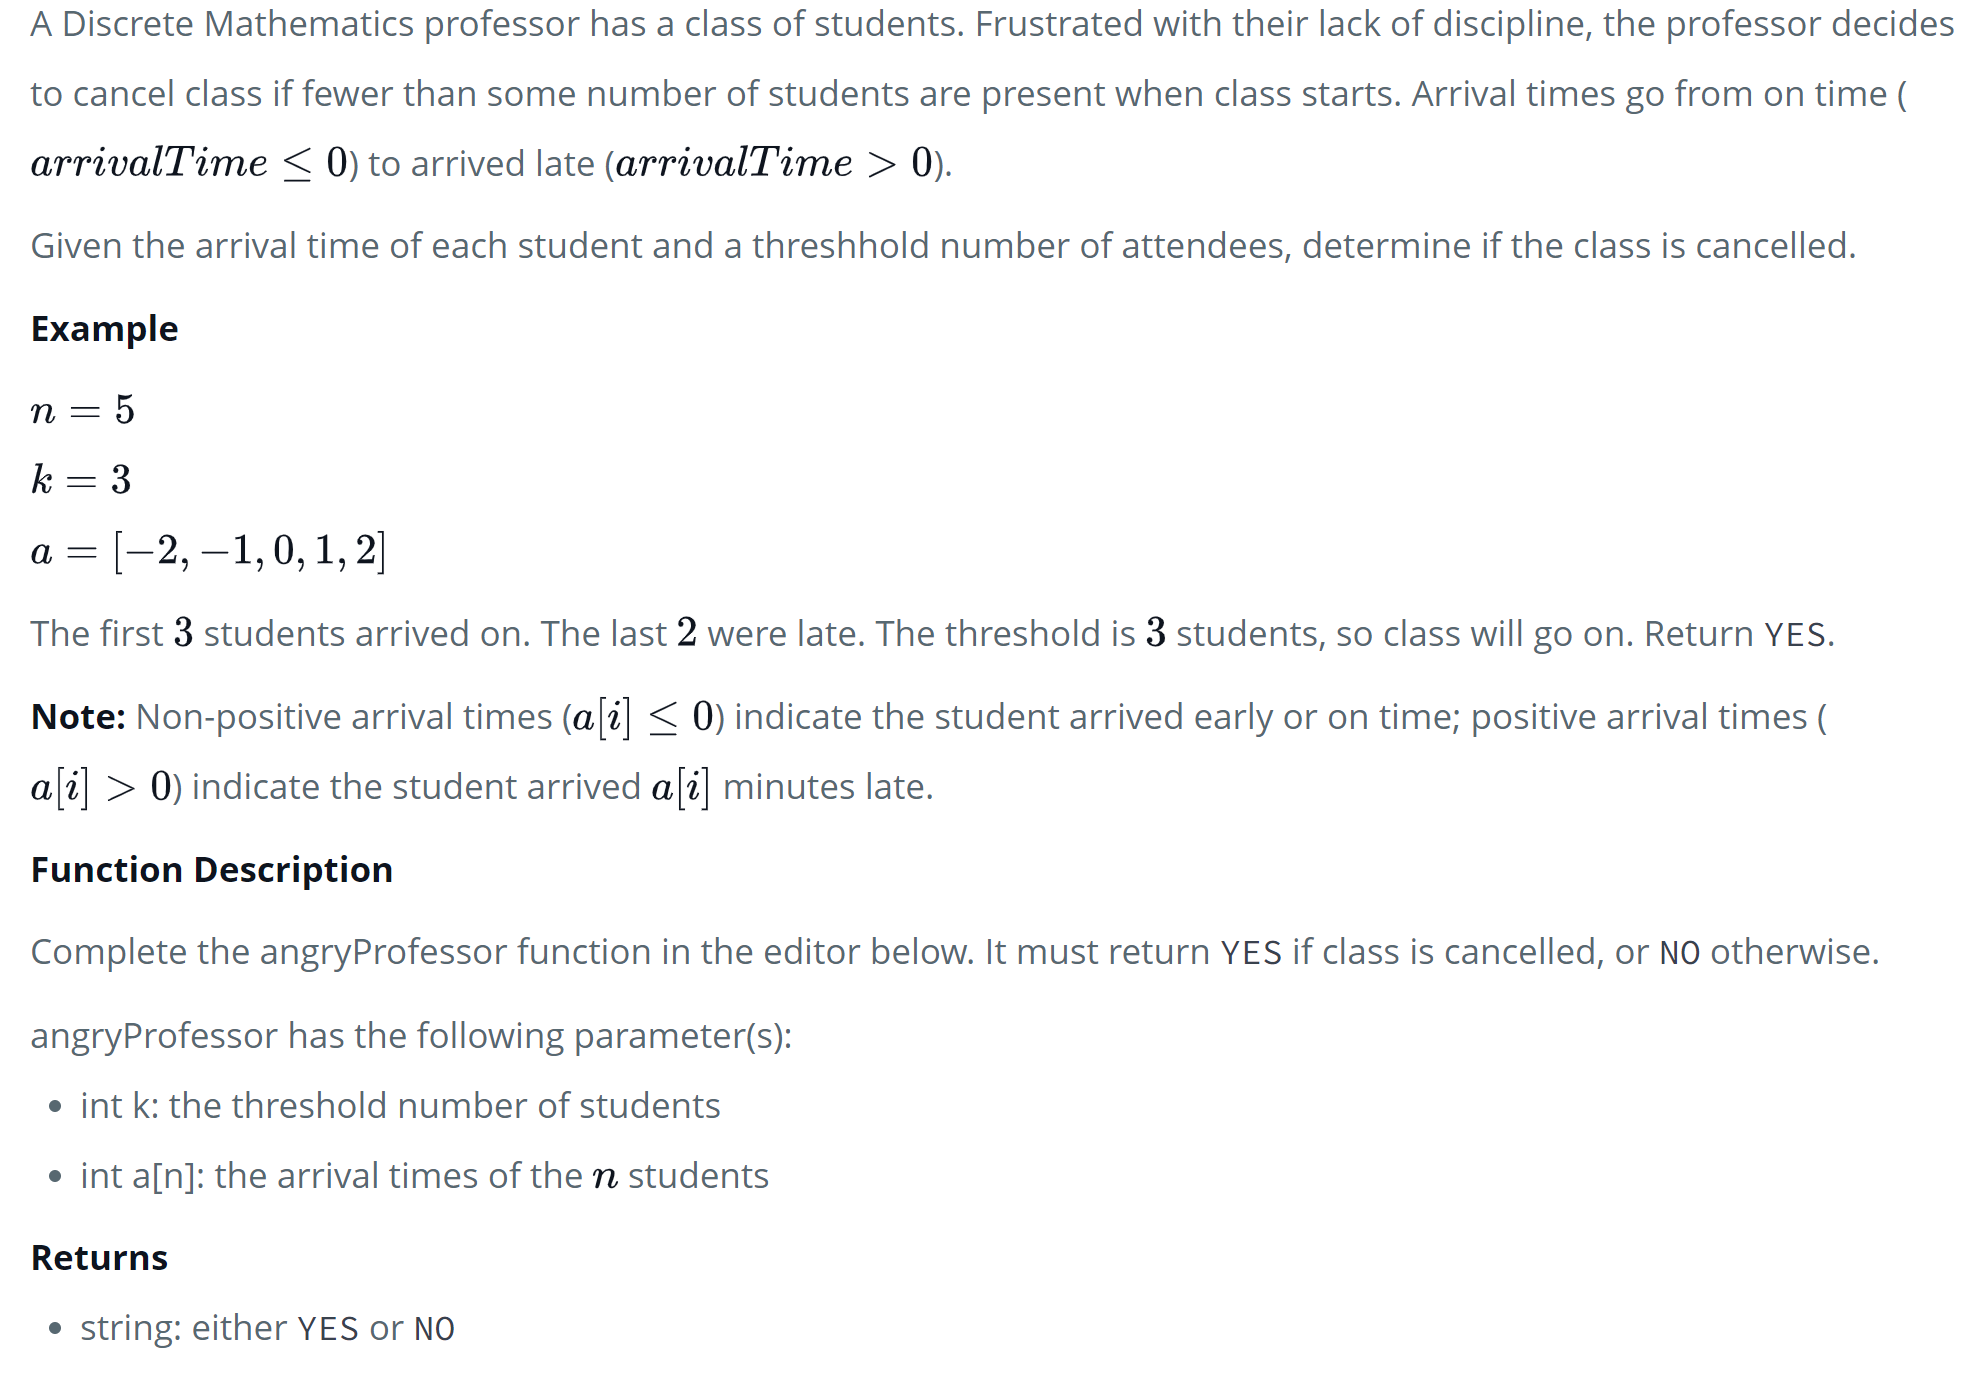 A Discrete Mathematics professor has a class of students. Frustrated with their lack of discipline, the professor decides
to cancel class if fewer than some number of students are present when class starts. Arrival times go from on time (
arrivalTime ≤ 0) to arrived late (arrivalTime > 0).
Given the arrival time of each student and a threshhold number of attendees, determine if the class is cancelled.
Example
n = 5
k = 3
a = [−2, −1, 0, 1, 2]
The first 3 students arrived on. The last 2 were late. The threshold is 3 students, so class will go on. Return YES.
Note: Non-positive arrival times (a[i] ≤ 0) indicate the student arrived early or on time; positive arrival times (
a[i] > 0) indicate the student arrived a[i] minutes late.
Function Description
Complete the angryProfessor function in the editor below. It must return YES if class is cancelled, or NO otherwise.
angryProfessor has the following parameter(s):
• int k: the threshold number of students
• int a[n]: the arrival times of the n students
Returns
• string: either YES or NO